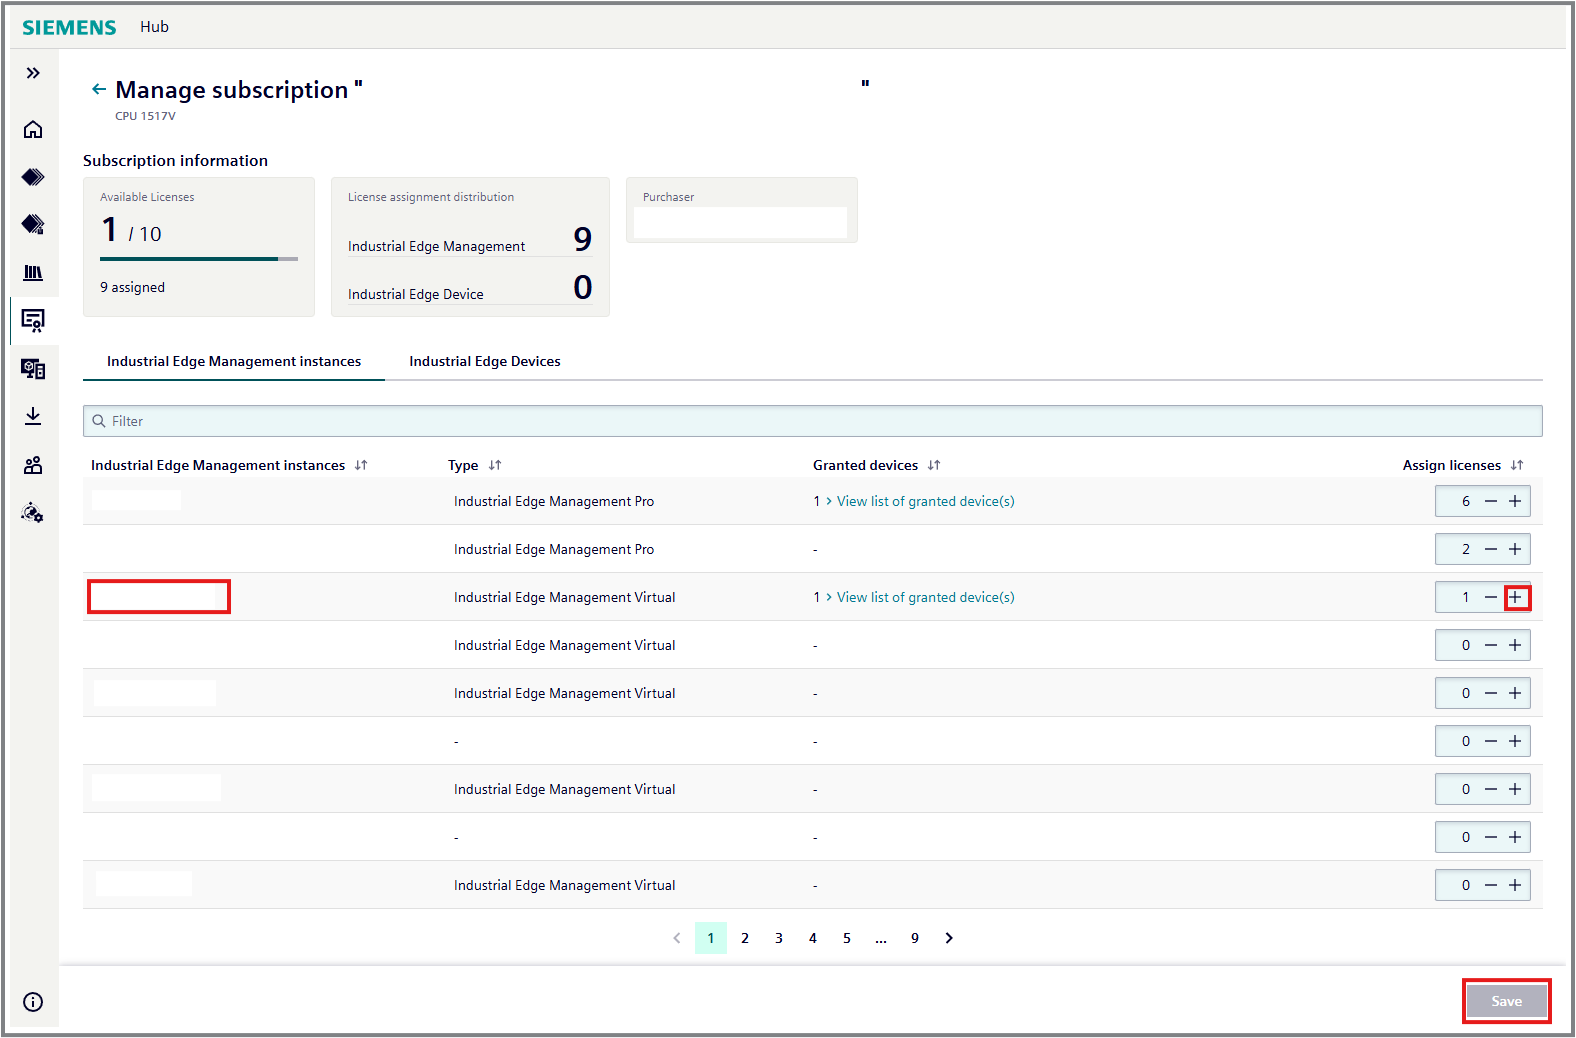 SIEMENS Hub
Manage subscription " "
CPU 1517V
Subscription information
Available Licenses
1 / 10
9 assigned
License assignment distribution
Industrial Edge Management 9
Industrial Edge Device 0
Purchaser
Industrial Edge Management instances Industrial Edge Devices
Filter
Industrial Edge Management instances Type Granted devices Assign licenses
Industrial Edge Management Pro 1 > View list of granted device(s) 6 − +
Industrial Edge Management Pro - 2 − +
Industrial Edge Management Virtual 1 > View list of granted device(s) 1 − +
Industrial Edge Management Virtual - 0 − +
Industrial Edge Management Virtual - 0 − +
- - 0 − +
Industrial Edge Management Virtual - 0 − +
- - 0 − +
Industrial Edge Management Virtual - 0 − +
< 1 2 3 4 5 ... 9 >
Save